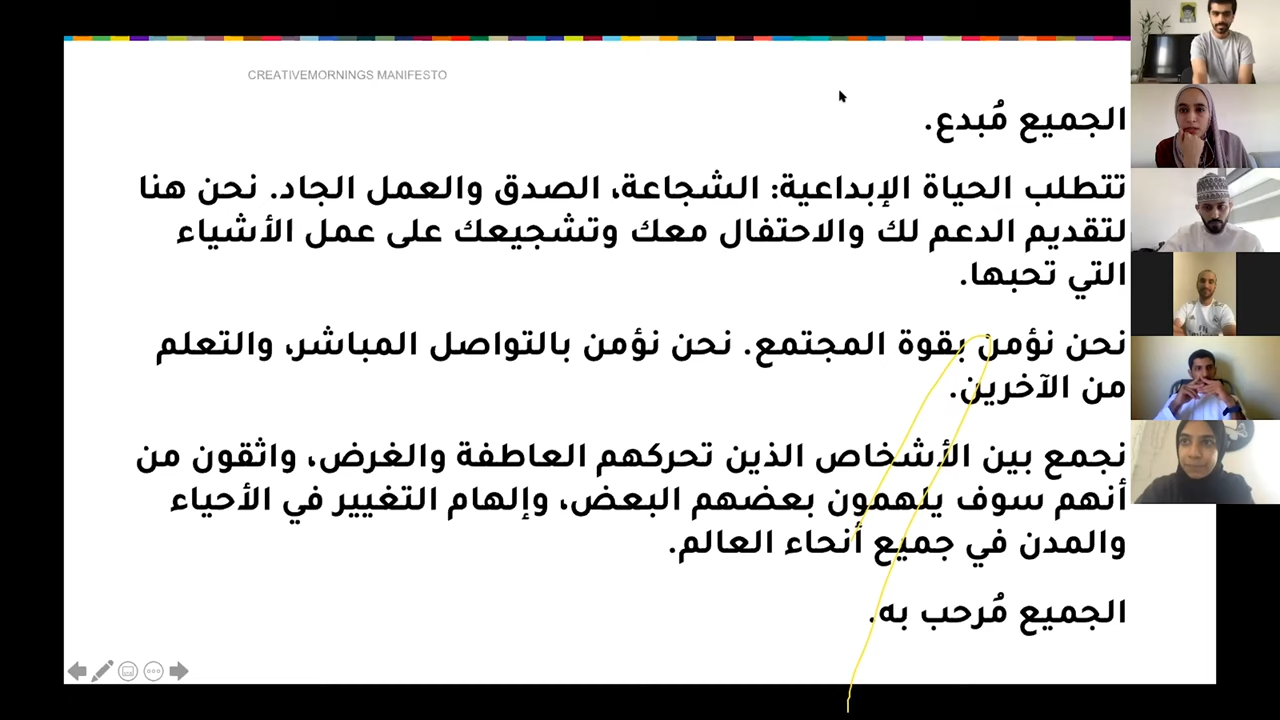 CREATIVEMORNINGS MANIFESTO
الجميع مُبدع.
تتطلب الحياة الإبداعية: الشجاعة، الصدق والعمل الجاد. نحن هنا
لتقديم الدعم لك والاحتفال معك وتشجيعك على عمل الأشياء
التي تحبها.
نحن نؤمن بقوة المجتمع. نحن نؤمن بالتواصل المباشر، والتعلم
من الآخرين.
نجمع بين الأشخاص الذين تحركهم العاطفة والغرض، واثقون من
أنهم سوف يلهمون بعضهم البعض، وإلهام التغيير في الأحياء
والمدن في جميع أنحاء العالم.
الجميع مُرحب به.